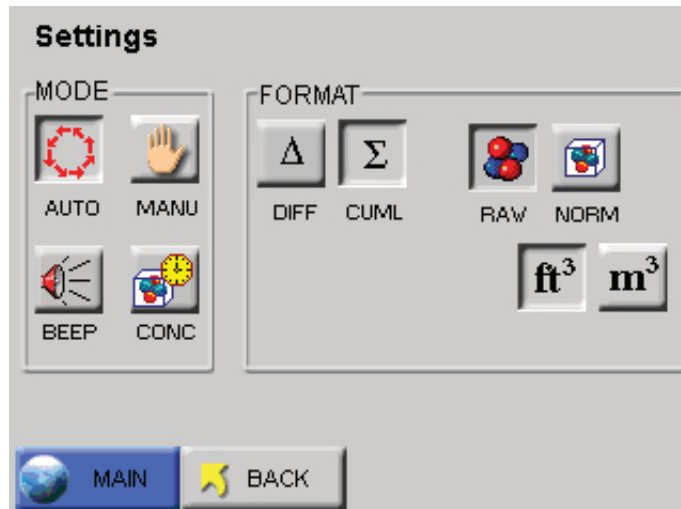 Settings
MODE
FORMAT
Δ Σ
AUTO MANU
DIFF CUML
RAW NORM
ft³ m³
BEEP CONC
MAIN BACK